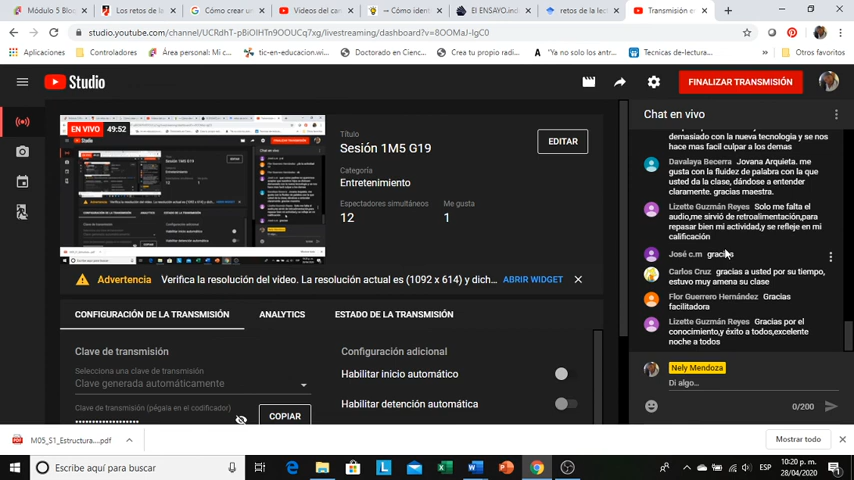 Módulo 5 Bloc
Los retos de la
Cómo crear un
Videos del can
→ Cómo identi
El ENSAYO.ind
retos de la lect
Transmisión e
studio.youtube.com/channel/UCRdhT-pBiOIHTn9OOUCq7xg/livestreaming/dashboard?v=8OOMaJ-IgC0
Aplicaciones
Controladores
Área personal: Mi c...
tic-en-educacion.wi...
Doctorado en Cienc...
Crea tu propio radi...
"Ya no solo los ant...
Tecnicas de-lectura...
Otros favoritos
Studio
FINALIZAR TRANSMISIÓN
EN VIVO
49:52
Título
Sesión 1M5 G19
EDITAR
Categoría
Entretenimiento
Espectadores simultáneos
Me gusta
12
1
Advertencia Verifica la resolución del video. La resolución actual es (1092 x 614) y dich...
ABRIR WIDGET
CONFIGURACIÓN DE LA TRANSMISIÓN
ANALYTICS
ESTADO DE LA TRANSMISIÓN
Clave de transmisión
Selecciona una clave de transmisión
Clave generada automáticamente
Clave de transmisión (pégala en el codificador)
COPIAR
Configuración adicional
Habilitar inicio automático
Habilitar detención automática
Chat en vivo
demasiado con la nueva tecnologia y se nos
hace mas facil culpar a los demas
Davalaya Becerra Jovana Arquieta. me
gusta con la fluidez de palabra con la que
usted da la clase, dándose a entender
claramente. gracias maestra.
Lizette Guzmán Reyes Solo me falta el
audio,me sirvió de retroalimentación,para
repasar bien mi actividad,y se refleje en mi
calificación
José c.m gracias
Carlos Cruz gracias a usted por su tiempo,
estuvo muy amena su clase
Flor Guerrero Hernández Gracias
facilitadora
Lizette Guzmán Reyes Gracias por el
conocimiento,y éxito a todos,excelente
noche a todos
Nely Mendoza
Di algo...
0/200
M05_S1_Estructura....pdf
Mostrar todo
Escribe aquí para buscar
ESP
10:20 p. m.
28/04/2020